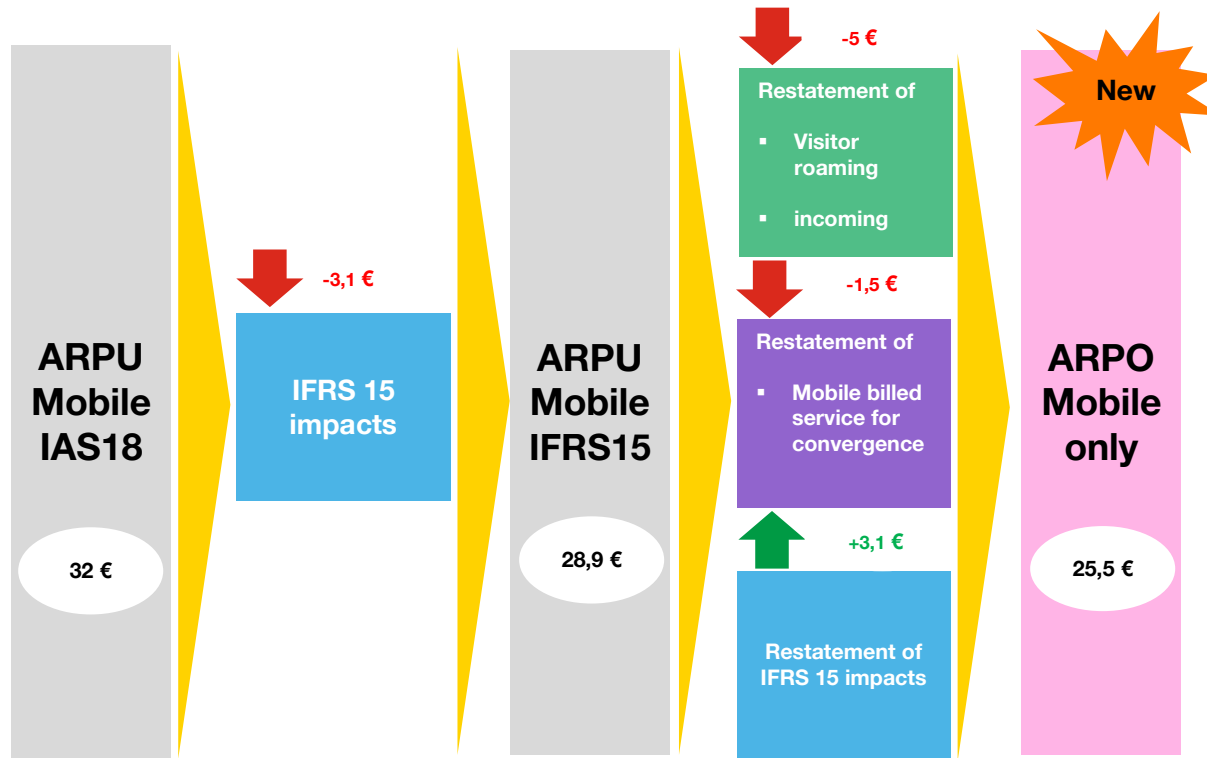 ARPU
Mobile
IAS18
32 €
-3,1 €
IFRS 15
impacts
ARPU
Mobile
IFRS15
28,9 €
-5 €
Restatement of
▪ Visitor
roaming
▪ incoming
-1,5 €
Restatement of
▪ Mobile billed
service for
convergence
+3,1 €
Restatement of
IFRS 15 impacts
New
ARPO
Mobile
only
25,5 €